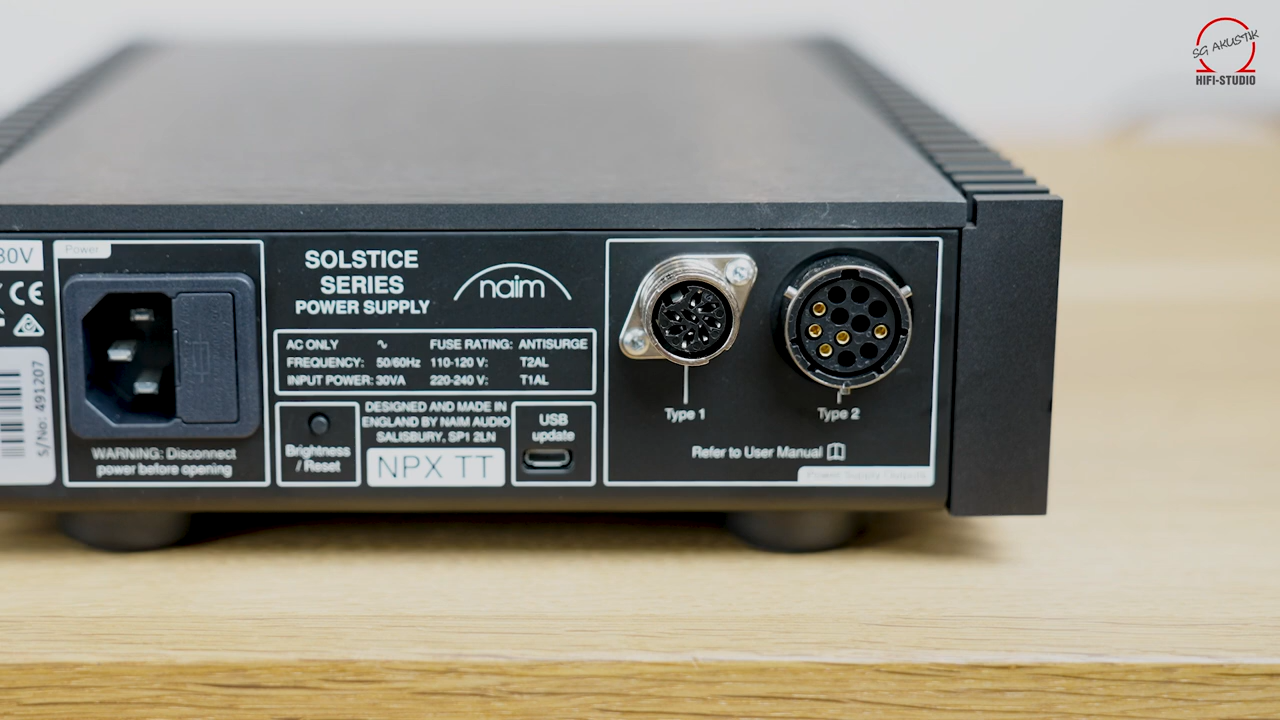 SG AKUSTIK
HIFI-STUDIO
30V
Power
SOLSTICE
SERIES
POWER SUPPLY
naim
AC ONLY ∿ FUSE RATING: ANTISURGE
FREQUENCY: 50/60Hz 110-120 V: T2AL
INPUT POWER: 30VA 220-240 V: T1AL
S/No: 491207
WARNING: Disconnect
power before opening
Brightness
/ Reset
DESIGNED AND MADE IN
ENGLAND BY NAIM AUDIO
SALISBURY, SP1 2LN
NPX TT
USB
update
Type 1
Type 2
Refer to User Manual
Power Supply Outputs